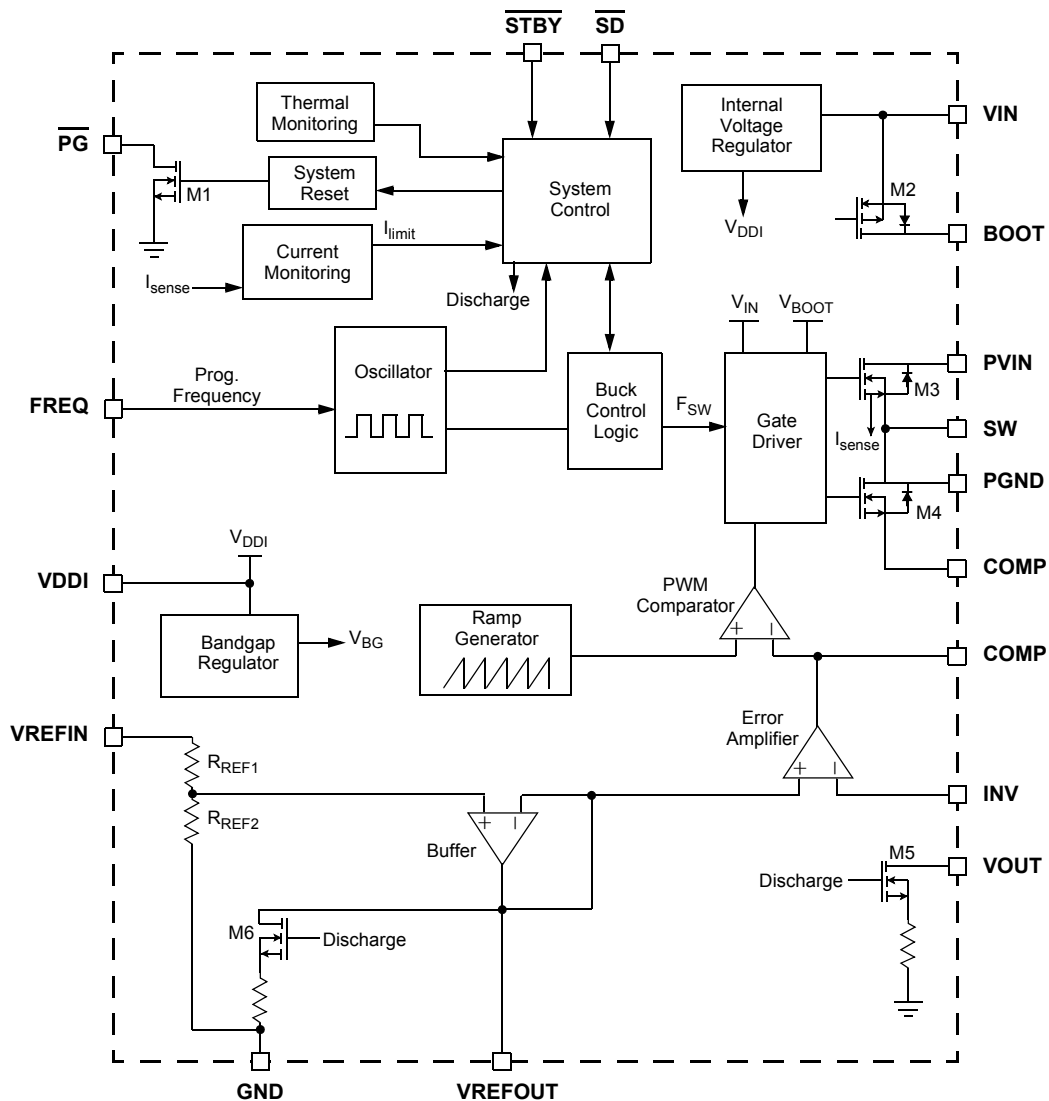 STBY
SD
Thermal
Monitoring
Internal
Voltage
Regulator
VIN
PG
M1
System
Reset
System
Control
M2
VDDI
BOOT
Ilimit
Current
Monitoring
Isense
Discharge
VIN
VBOOT
Oscillator
Prog.
Frequency
FREQ
Buck
Control
Logic
FSW
Gate
Driver
PVIN
M3
Isense
SW
PGND
M4
VDDI
VDDI
COMP
PWM
Comparator
+ –
Ramp
Generator
Bandgap
Regulator
VBG
COMP
VREFIN
Error
Amplifier
+ –
RREF1
RREF2
INV
+ –
Buffer
M5
VOUT
Discharge
M6
Discharge
GND
VREFOUT